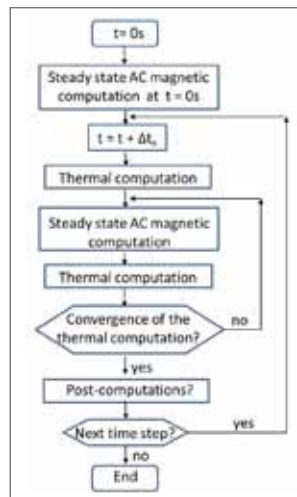 t= 0s
Steady state AC magnetic
computation at t = 0s
t = t + Δtₙ
Thermal computation
Steady state AC magnetic
computation
Thermal computation
Convergence of the
thermal computation?
no
yes
Post-computations?
Next time step?
yes
no
End